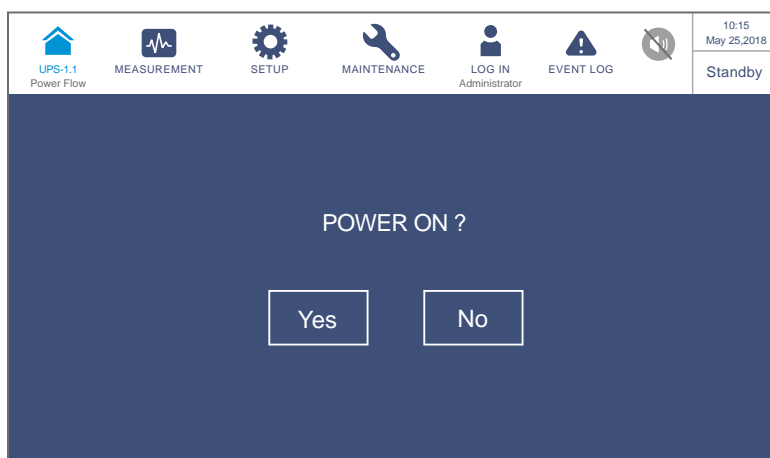 UPS-1.1
Power Flow
MEASUREMENT
SETUP
MAINTENANCE
LOG IN
Administrator
EVENT LOG
10:15
May 25,2018
Standby
POWER ON ?
Yes
No